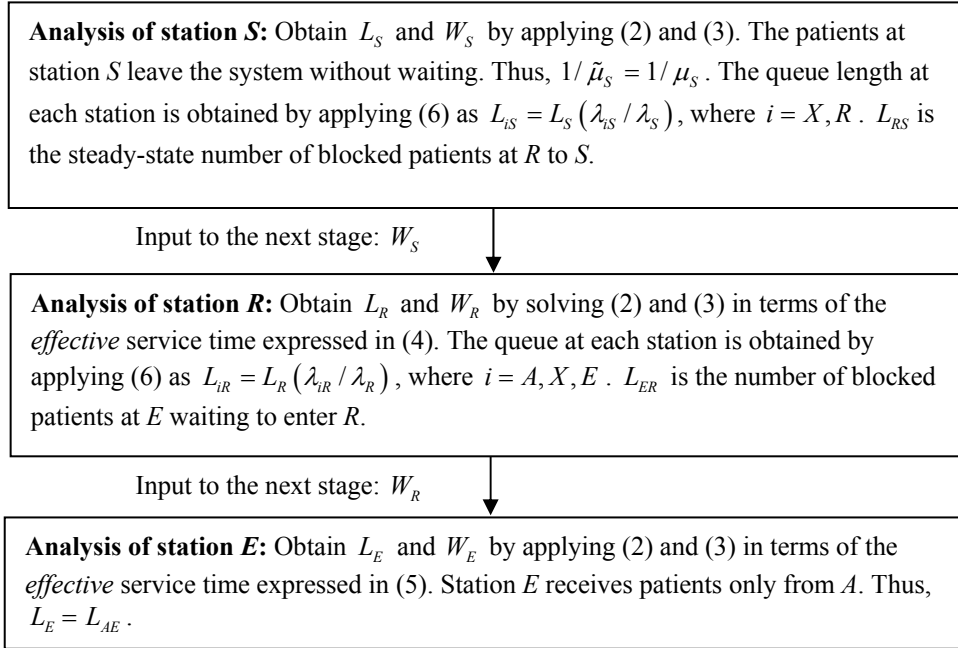 Analysis of station S: Obtain L_S and W_S by applying (2) and (3). The patients at
station S leave the system without waiting. Thus, 1/μ̃_S = 1/μ_S. The queue length at
each station is obtained by applying (6) as L_iS = L_S (λ_iS / λ_S), where i = X, R. L_RS is
the steady-state number of blocked patients at R to S.
Input to the next stage: W_S
Analysis of station R: Obtain L_R and W_R by solving (2) and (3) in terms of the
effective service time expressed in (4). The queue at each station is obtained by
applying (6) as L_iR = L_R (λ_iR / λ_R), where i = A, X, E. L_ER is the number of blocked
patients at E waiting to enter R.
Input to the next stage: W_R
Analysis of station E: Obtain L_E and W_E by applying (2) and (3) in terms of the
effective service time expressed in (5). Station E receives patients only from A. Thus,
L_E = L_AE.